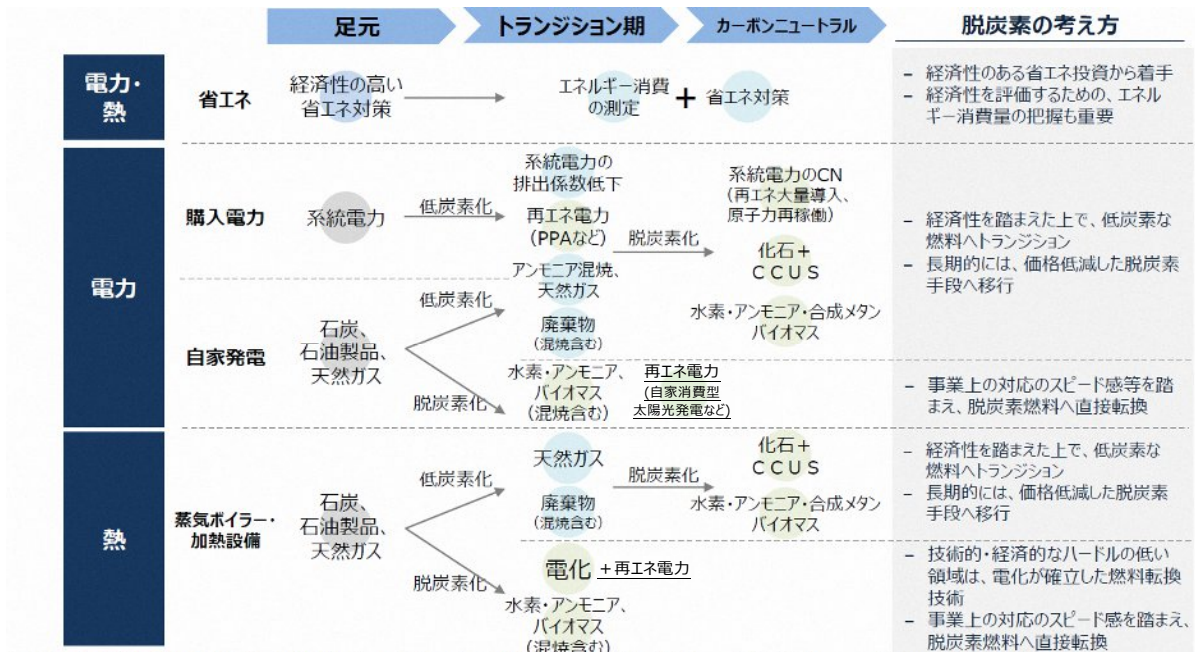 足元
トランジション期
カーボンニュートラル
脱炭素の考え方
電力・
熱
省エネ
経済性の高い
省エネ対策
エネルギー消費
の測定
+
省エネ対策
− 経済性のある省エネ投資から着手
− 経済性を評価するための、エネル
ギー消費量の把握も重要
電力
購入電力
系統電力
低炭素化
系統電力の
排出係数低下
再エネ電力
(PPAなど)
脱炭素化
系統電力のCN
(再エネ大量導入、
原子力再稼働)
化石+
CCUS
水素・アンモニア・合成メタン
バイオマス
− 経済性を踏まえた上で、低炭素な
燃料へトランジション
− 長期的には、価格低減した脱炭素
手段へ移行
自家発電
石炭、
石油製品、
天然ガス
低炭素化
アンモニア混焼、
天然ガス
廃棄物
(混焼含む)
脱炭素化
水素・アンモニア、
バイオマス
(混焼含む)
再エネ電力
(自家消費型
太陽光発電など)
− 事業上の対応のスピード感等を踏
まえ、脱炭素燃料へ直接転換
熱
蒸気ボイラー・
加熱設備
石炭、
石油製品、
天然ガス
低炭素化
天然ガス
廃棄物
(混焼含む)
脱炭素化
化石+
CCUS
水素・アンモニア・合成メタン
バイオマス
− 経済性を踏まえた上で、低炭素な
燃料へトランジション
− 長期的には、価格低減した脱炭素
手段へ移行
脱炭素化
電化
+再エネ電力
水素・アンモニア、
バイオマス
(混焼含む)
− 技術的・経済的なハードルの低い
領域は、電化が確立した燃料転換
技術
− 事業上の対応のスピード感を踏まえ、
脱炭素燃料へ直接転換